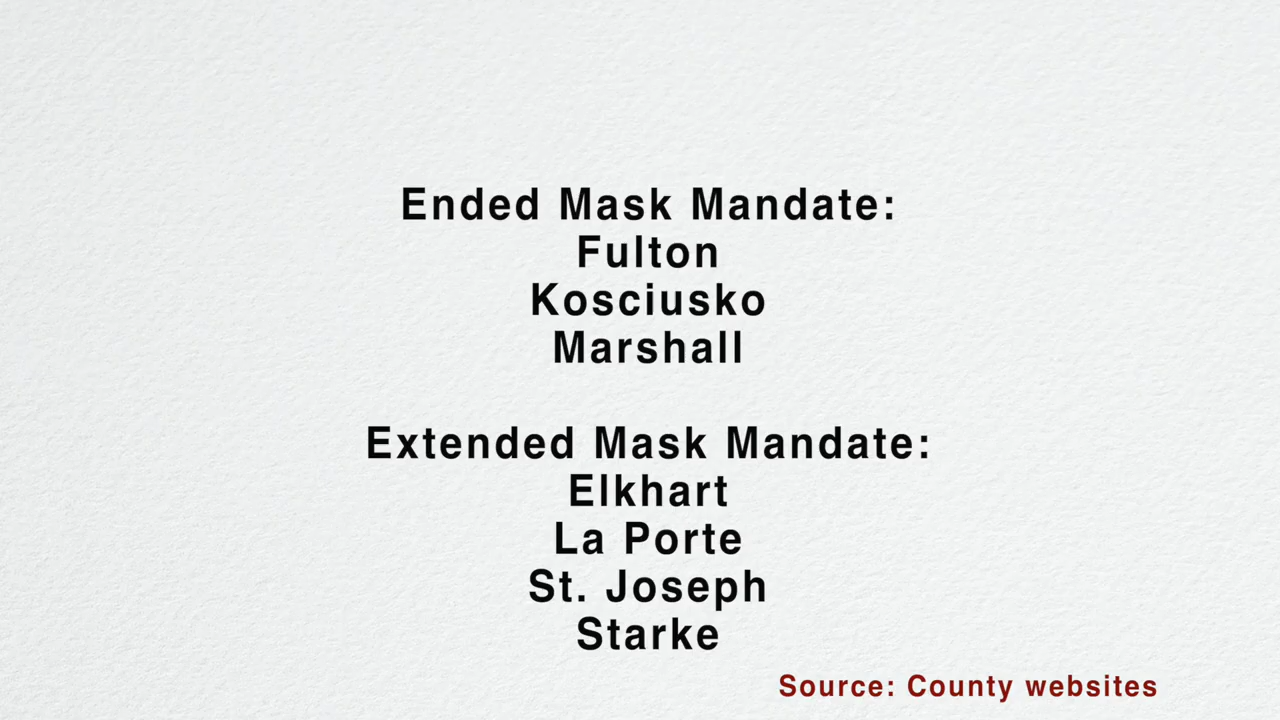 Ended Mask Mandate:
Fulton
Kosciusko
Marshall
Extended Mask Mandate:
Elkhart
La Porte
St. Joseph
Starke
Source: County websites